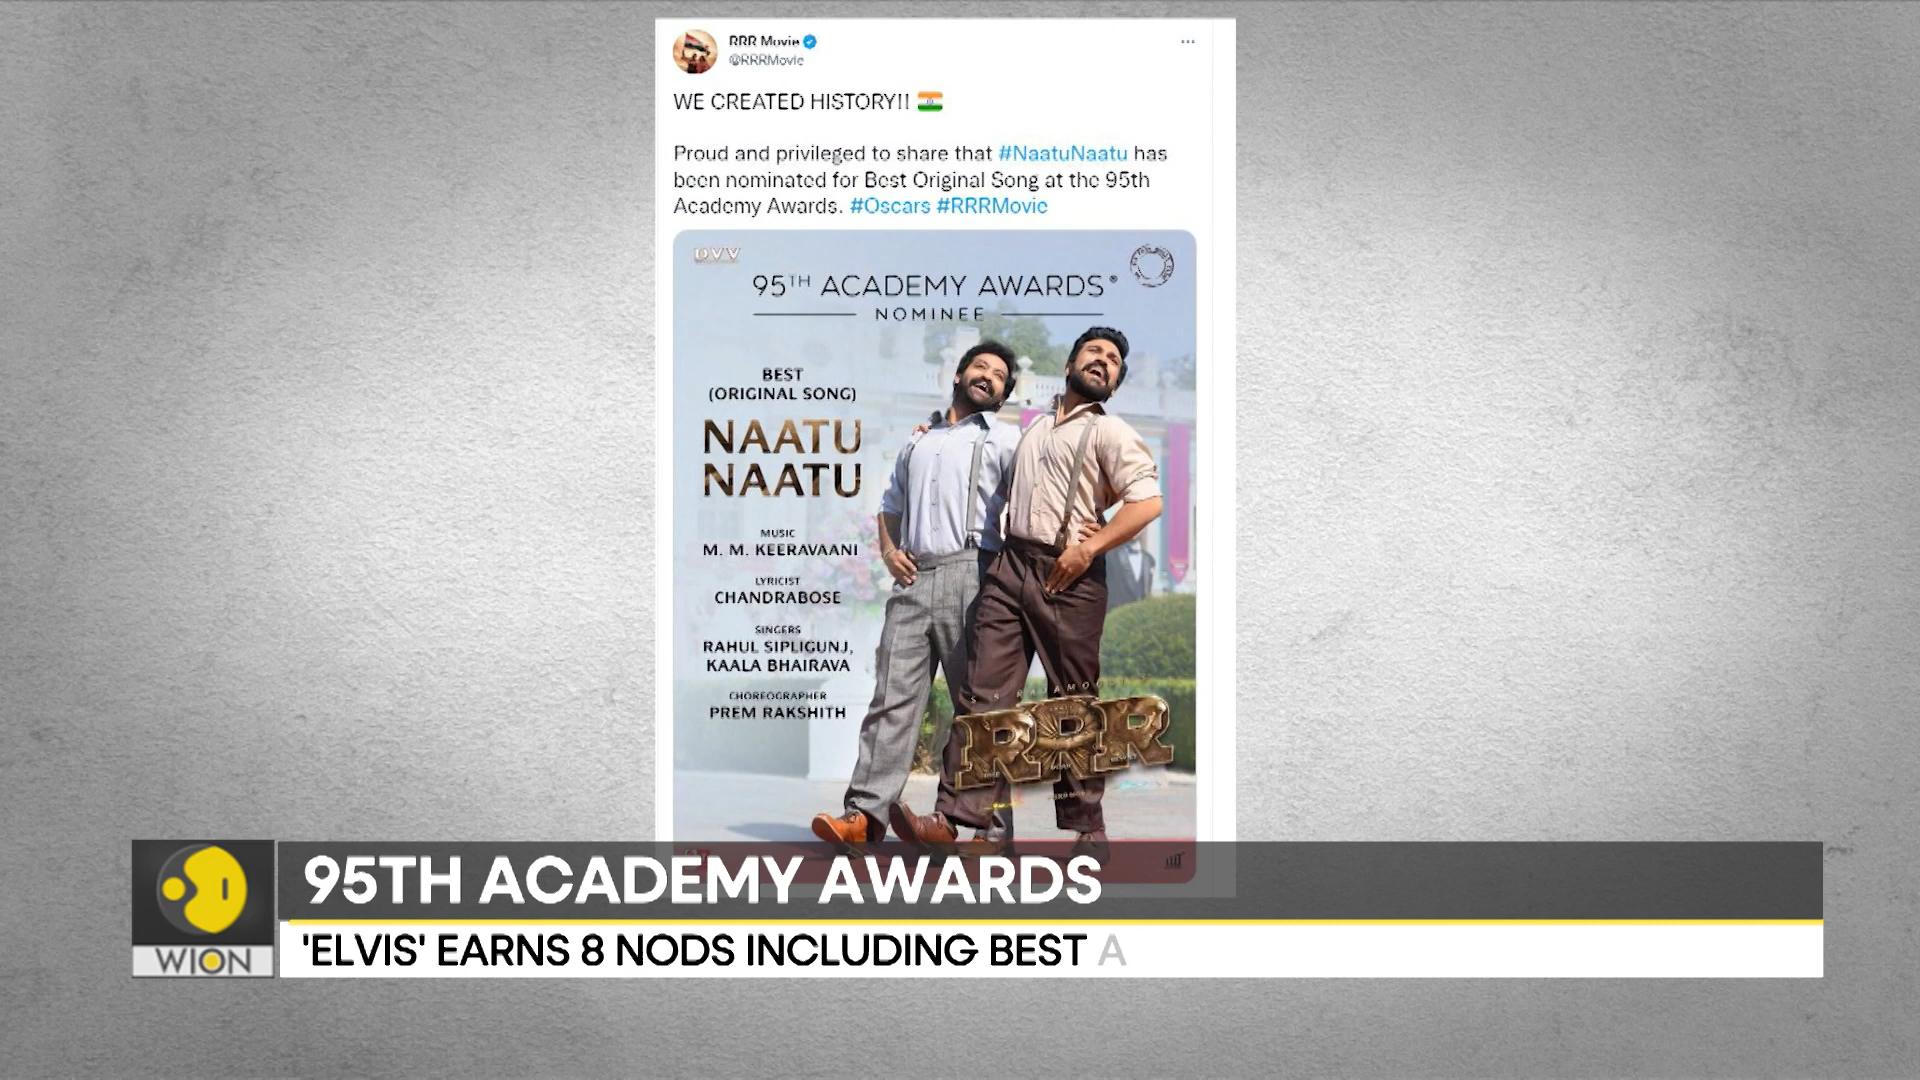 RRR Movie
@RRRMovie
WE CREATED HISTORY!!
Proud and privileged to share that #NaatuNaatu has
been nominated for Best Original Song at the 95th
Academy Awards. #Oscars #RRRMovie
DVV
95TH ACADEMY AWARDS®
NOMINEE
BEST
(ORIGINAL SONG)
NAATU
NAATU
MUSIC
M. M. KEERAVAANI
LYRICIST
CHANDRABOSE
SINGERS
RAHUL SIPLIGUNJ,
KAALA BHAIRAVA
CHOREOGRAPHER
PREM RAKSHITH
RRR
95TH ACADEMY AWARDS
'ELVIS' EARNS 8 NODS INCLUDING BEST A
WION